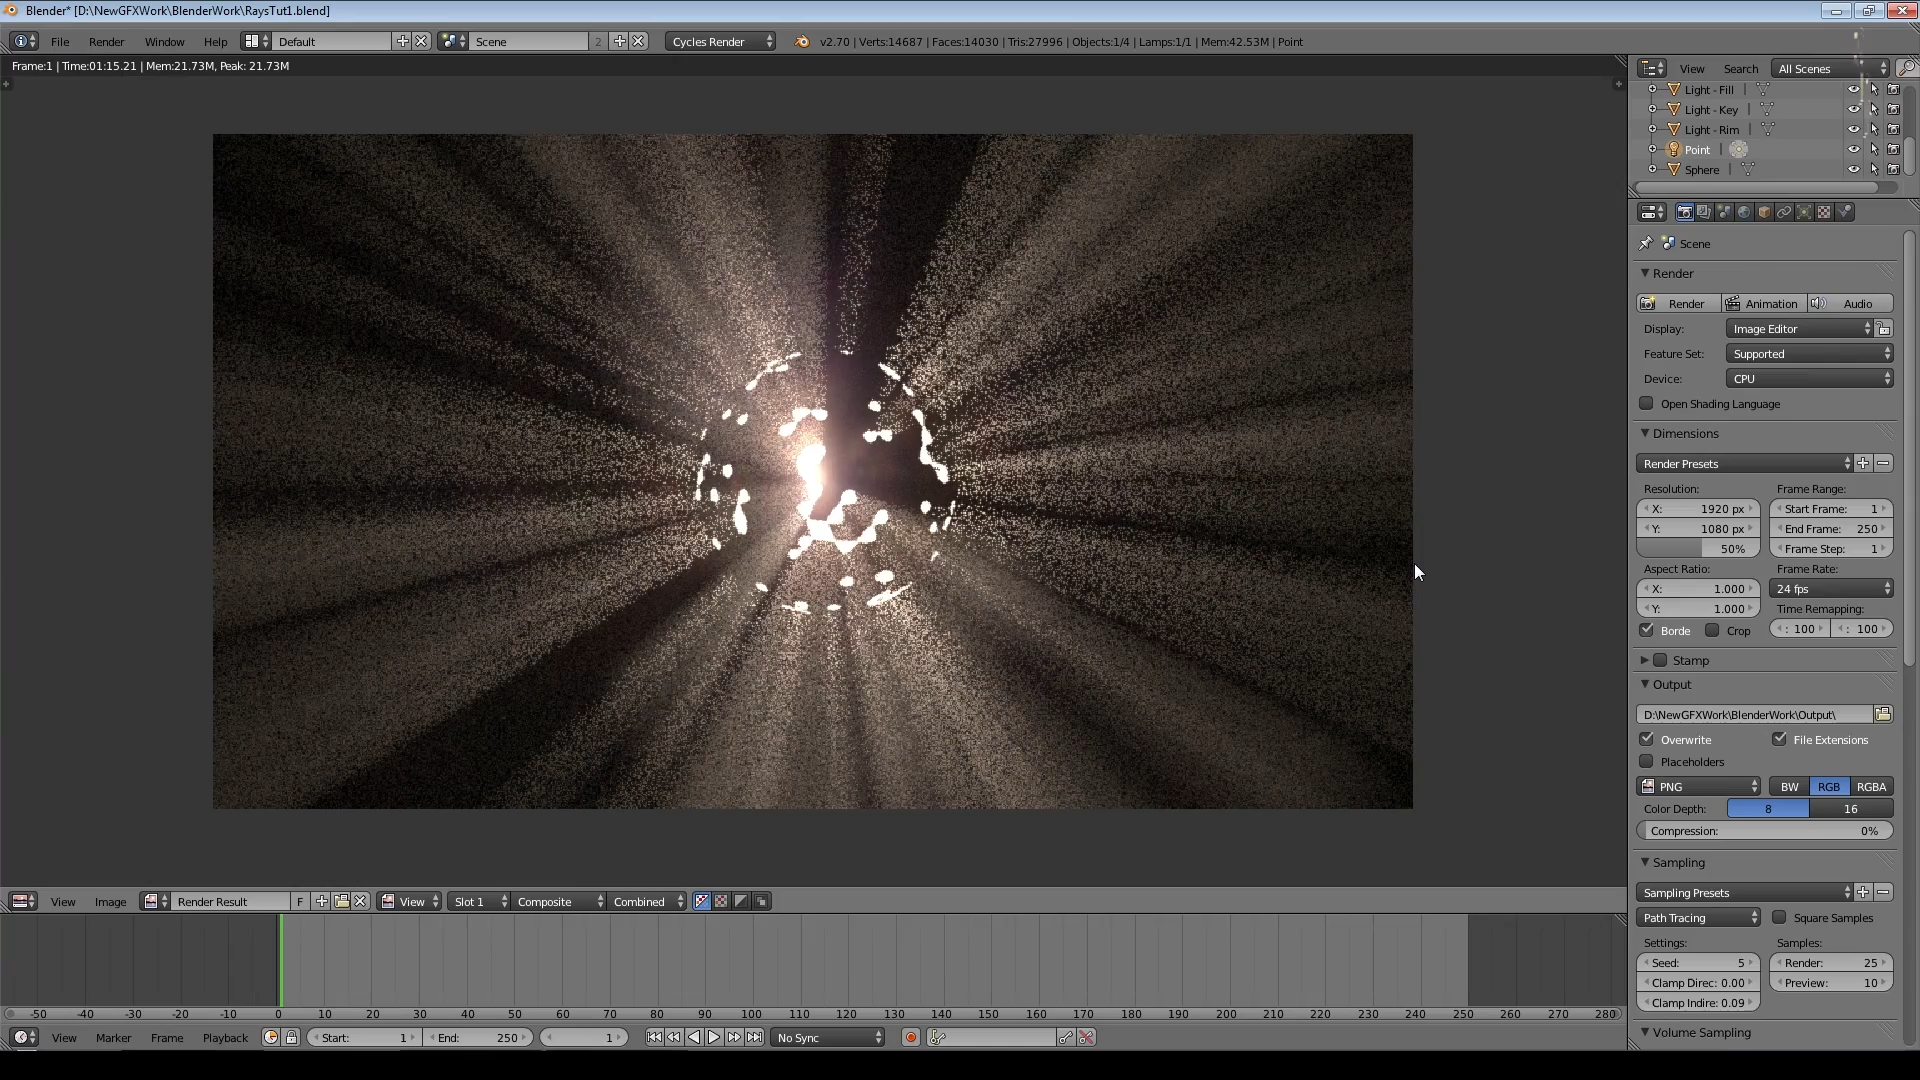 Blender* [D:\NewGFXWork\BlenderWork\RaysTut1.blend]
File Render Window Help Default Scene 2 Cycles Render v2.70 | Verts:14687 | Faces:14030 | Tris:27996 | Objects:1/4 | Lamps:1/1 | Mem:42.53M | Point
Frame:1 | Time:01:15.21 | Mem:21.73M, Peak: 21.73M
View Search All Scenes
Light - Fill
Light - Key
Light - Rim
Point
Sphere
Scene
Render
Render Animation Audio
Display: Image Editor
Feature Set: Supported
Device: CPU
Open Shading Language
Dimensions
Render Presets
Resolution: Frame Range:
X: 1920 px Start Frame: 1
Y: 1080 px End Frame: 250
50% Frame Step: 1
Aspect Ratio: Frame Rate:
X: 1.000 24 fps
Y: 1.000 Time Remapping:
Borde Crop : 100 : 100
Stamp
Output
D:\NewGFXWork\BlenderWork\Output\
Overwrite File Extensions
Placeholders
PNG BW RGB RGBA
Color Depth: 8 16
Compression: 0%
Sampling
Sampling Presets
Path Tracing Square Samples
Settings: Samples:
Seed: 5 Render: 25
Clamp Direc: 0.00 Preview: 10
Clamp Indire: 0.09
Volume Sampling
View Image Render Result F View Slot 1 Composite Combined
-50 -40 -30 -20 -10 0 10 20 30 40 50 60 70 80 90 100 110 120 130 140 150 160 170 180 190 200 210 220 230 240 250 260 270 280
View Marker Frame Playback Start: 1 End: 250 1 No Sync